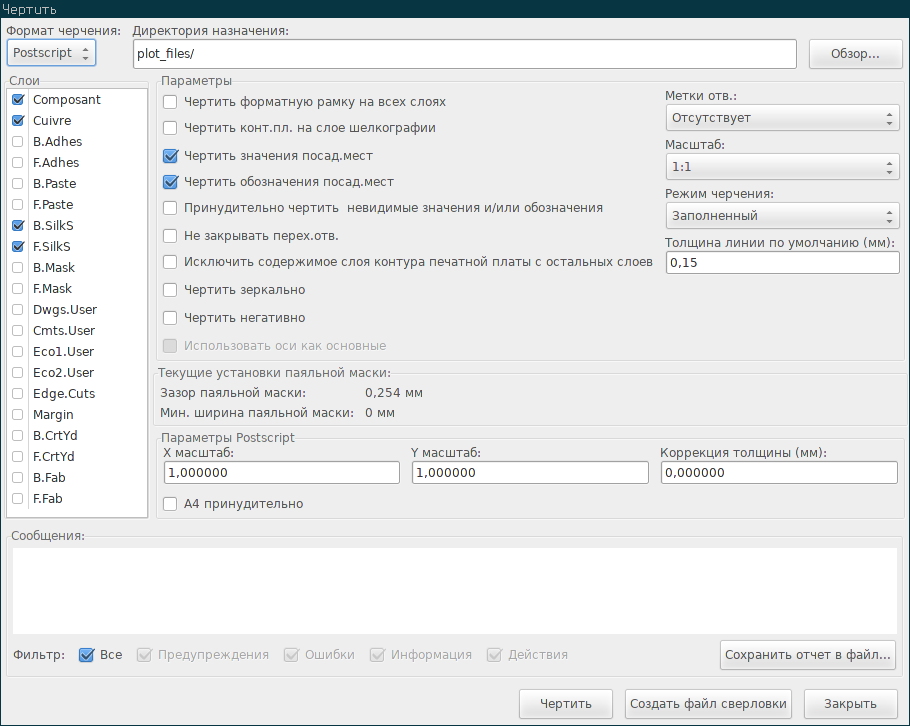 Чертить
Формат черчения: Директория назначения:
Postscript plot_files/ Обзор...
Слои
Composant
Cuivre
B.Adhes
F.Adhes
B.Paste
F.Paste
B.SilkS
F.SilkS
B.Mask
F.Mask
Dwgs.User
Cmts.User
Eco1.User
Eco2.User
Edge.Cuts
Margin
B.CrtYd
F.CrtYd
B.Fab
F.Fab
Параметры
Чертить форматную рамку на всех слоях
Чертить конт.пл. на слое шелкографии
Чертить значения посад.мест
Чертить обозначения посад.мест
Принудительно чертить  невидимые значения и/или обозначения
Не закрывать перех.отв.
Исключить содержимое слоя контура печатной платы с остальных слоев
Чертить зеркально
Чертить негативно
Использовать оси как основные
Метки отв.:
Отсутствует
Масштаб:
1:1
Режим черчения:
Заполненный
Толщина линии по умолчанию (мм):
0,15
Текущие установки паяльной маски:
Зазор паяльной маски: 0,254 мм
Мин. ширина паяльной маски: 0 мм
Параметры Postscript
X масштаб: Y масштаб: Коррекция толщины (мм):
1,000000 1,000000 0,000000
A4 принудительно
Сообщения:
Фильтр: Все Предупреждения Ошибки Информация Действия Сохранить отчет в файл...
Чертить Создать файл сверловки Закрыть